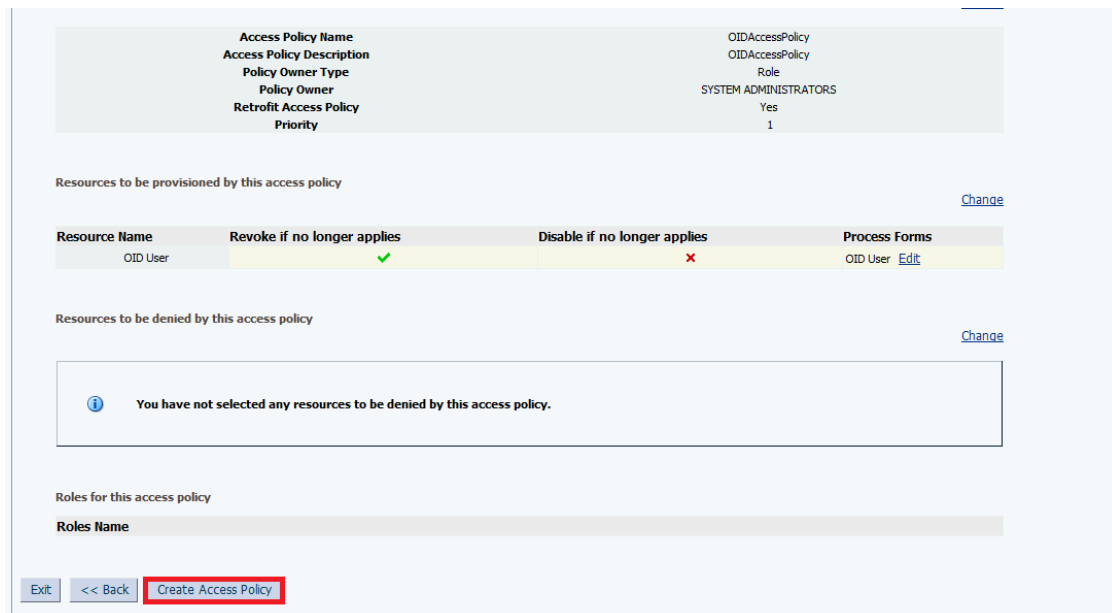 Access Policy Name OIDAccessPolicy
Access Policy Description OIDAccessPolicy
Policy Owner Type Role
Policy Owner SYSTEM ADMINISTRATORS
Retrofit Access Policy Yes
Priority 1
Resources to be provisioned by this access policy
Change
Resource Name Revoke if no longer applies Disable if no longer applies Process Forms
OID User OID User Edit
Resources to be denied by this access policy
Change
You have not selected any resources to be denied by this access policy.
Roles for this access policy
Roles Name
Exit << Back Create Access Policy